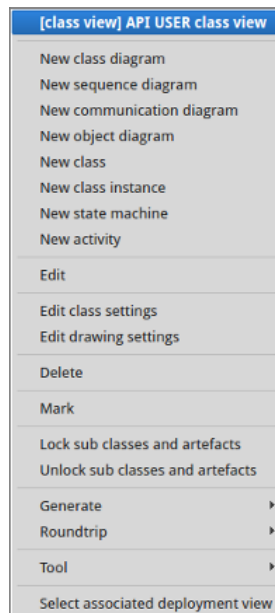 [class view] API USER class view
New class diagram
New sequence diagram
New communication diagram
New object diagram
New class
New class instance
New state machine
New activity
Edit
Edit class settings
Edit drawing settings
Delete
Mark
Lock sub classes and artefacts
Unlock sub classes and artefacts
Generate
Roundtrip
Tool
Select associated deployment view